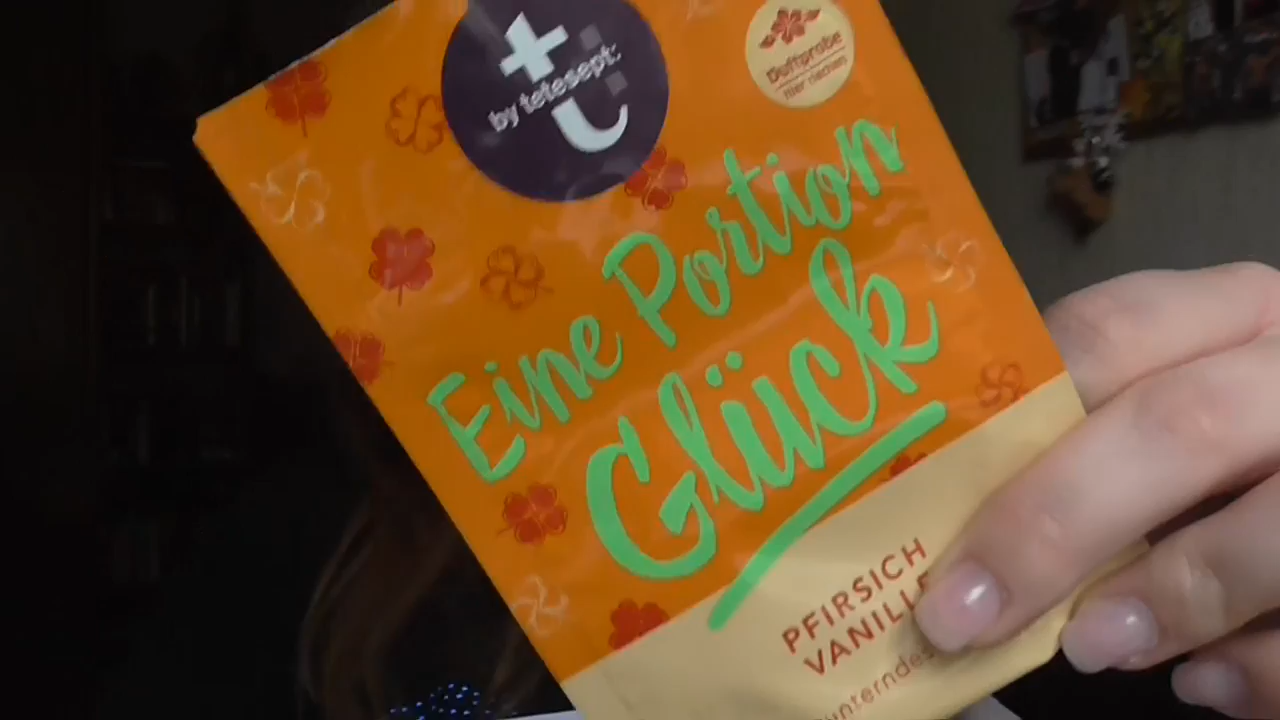 by tetesept:
Duftprobe
Hier riechen
Eine Portion
Glück
PFIRSICH
VANILLE